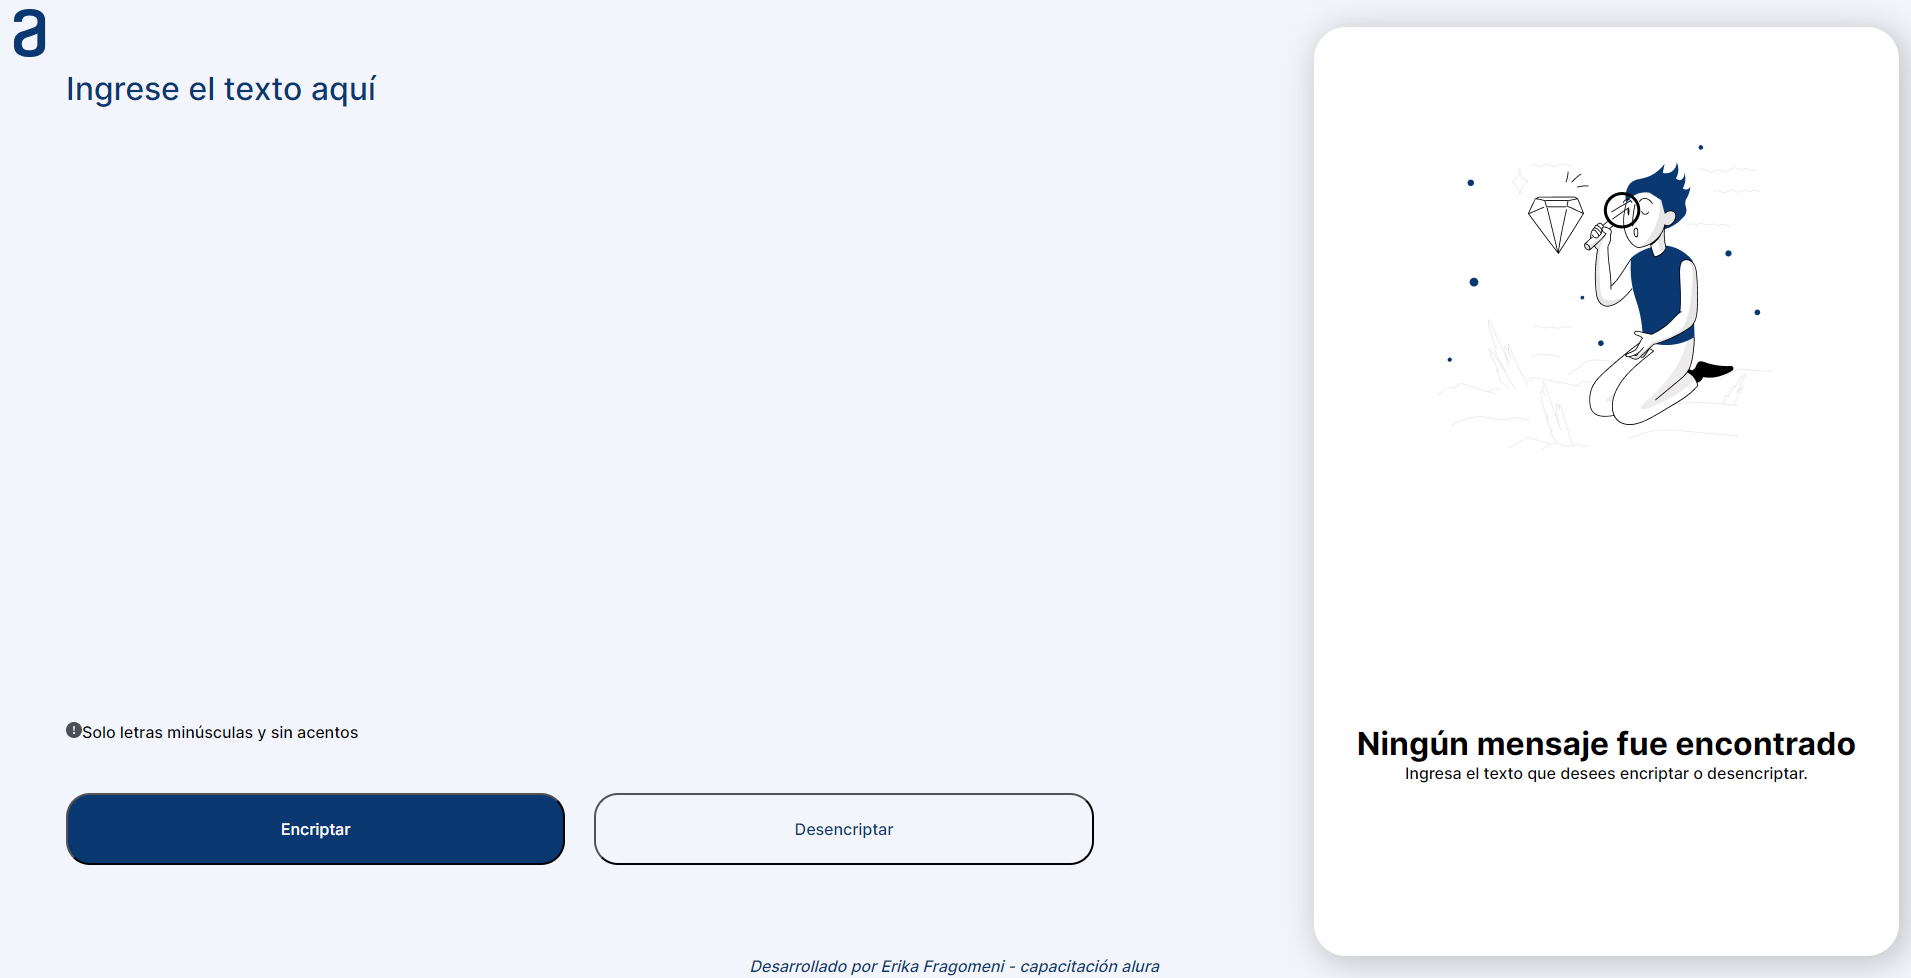 a
Ingrese el texto aquí
Solo letras minúsculas y sin acentos
Encriptar
Desencriptar
Ningún mensaje fue encontrado
Ingresa el texto que desees encriptar o desencriptar.
Desarrollado por Erika Fragomeni - capacitación alura